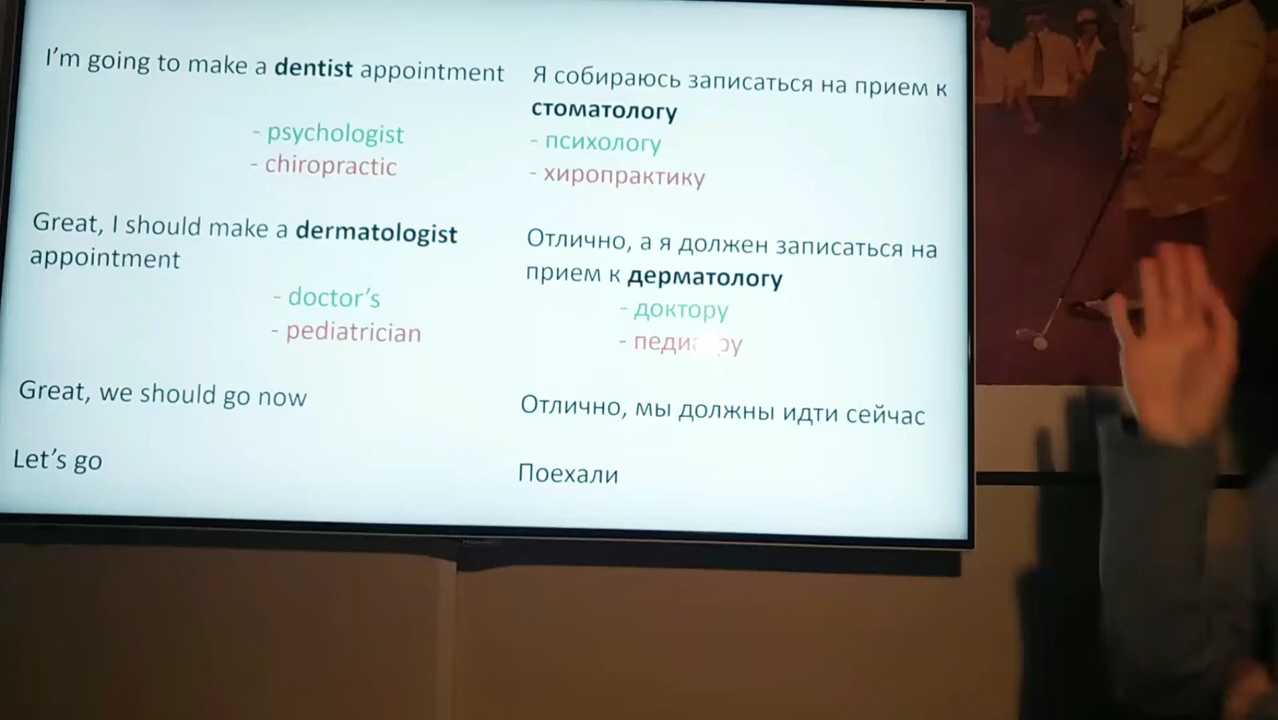 I'm going to make a dentist appointment
- psychologist
- chiropractic
Great, I should make a dermatologist
appointment
- doctor's
- pediatrician
Great, we should go now
Let's go
Я собираюсь записаться на прием к
стоматологу
- психологу
- хиропрактику
Отлично, а я должен записаться на
прием к дерматологу
- доктору
-
Отлично, мы должны идти сейчас
Поехали